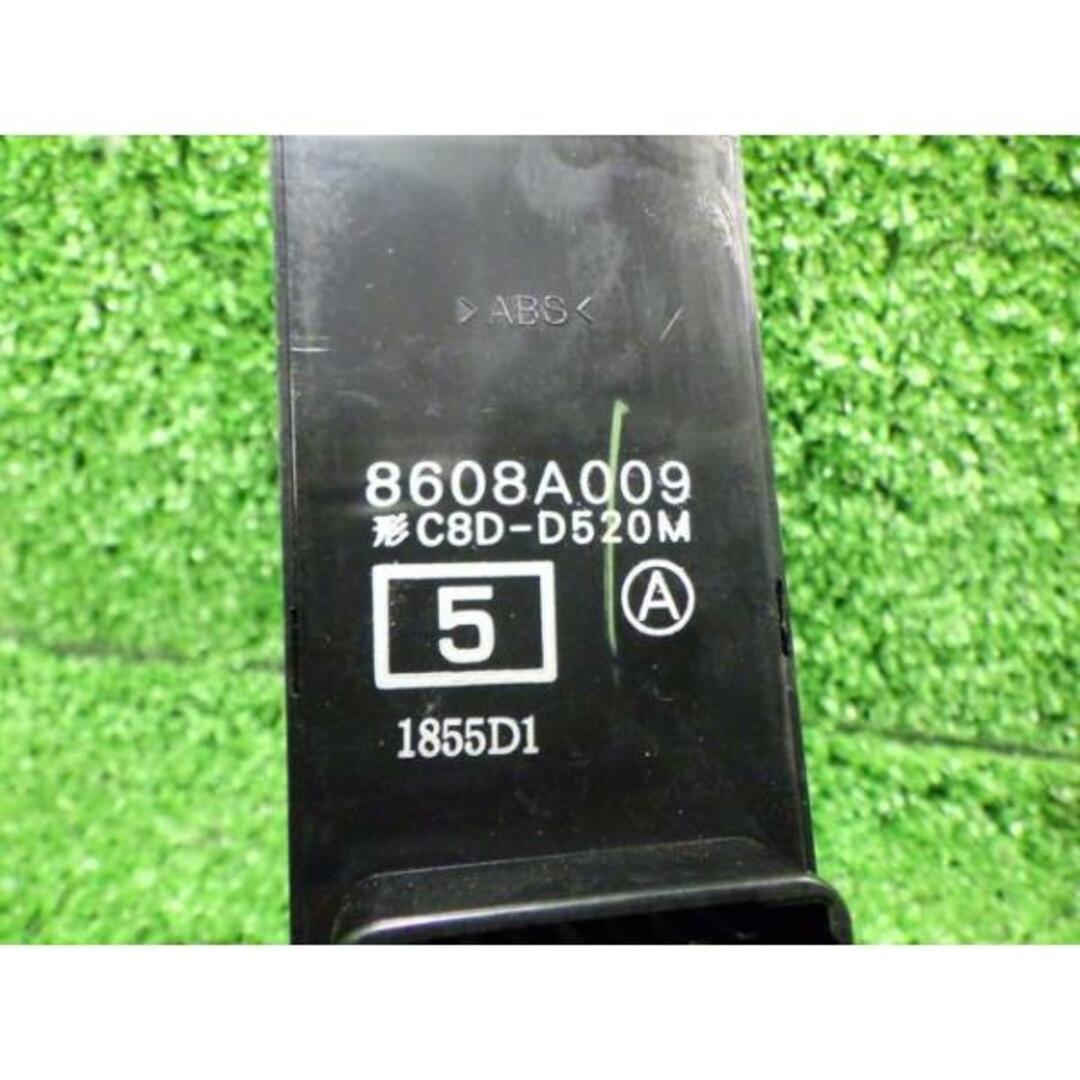 >ABS<
8608A009
形C8D-D520M
5 Ⓐ
1855D1